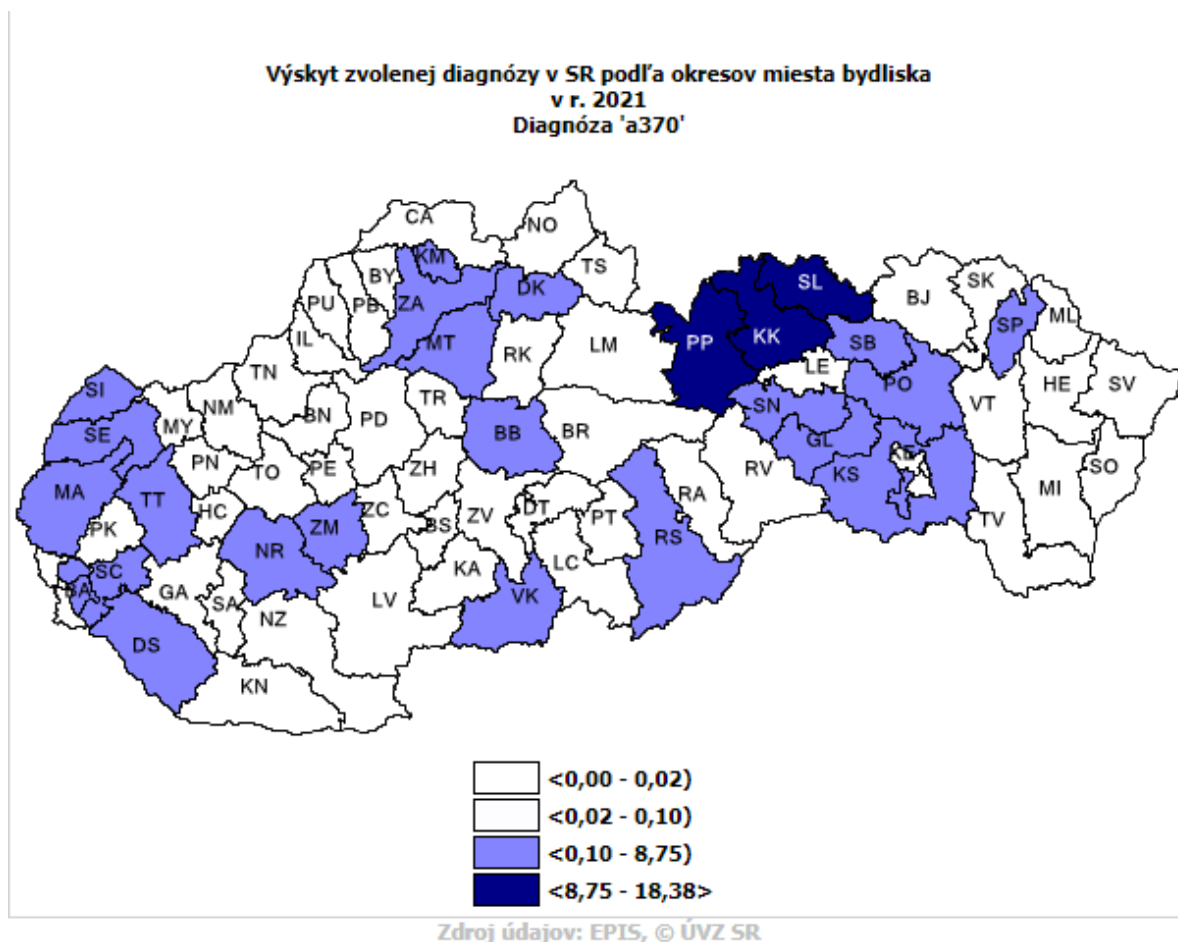 Výskyt zvolenej diagnózy v SR podľa okresov miesta bydliska
v r. 2021
Diagnóza 'a370'
CA
NO
KM
BY
TS
DK
SL
PU
PB
ZA
BJ
SK
SP
ML
IL
MT
RK
LM
PP
KK
SB
LE
TN
SI
NM
MY
BN
PD
TR
BB
BR
SN
PO
VT
HE
SV
SE
PN
TO
PE
ZH
GL
KE
KS
RV
MA
TT
HC
ZM
ZC
BS
ZV
DT
PT
RA
SO
MI
TV
PK
NR
RS
SC
BA
GA
SA
NZ
LV
KA
LC
VK
DS
KN
<0,00 - 0,02)
<0,02 - 0,10)
<0,10 - 8,75)
<8,75 - 18,38>
Zdroj údajov: EPIS, © ÚVZ SR